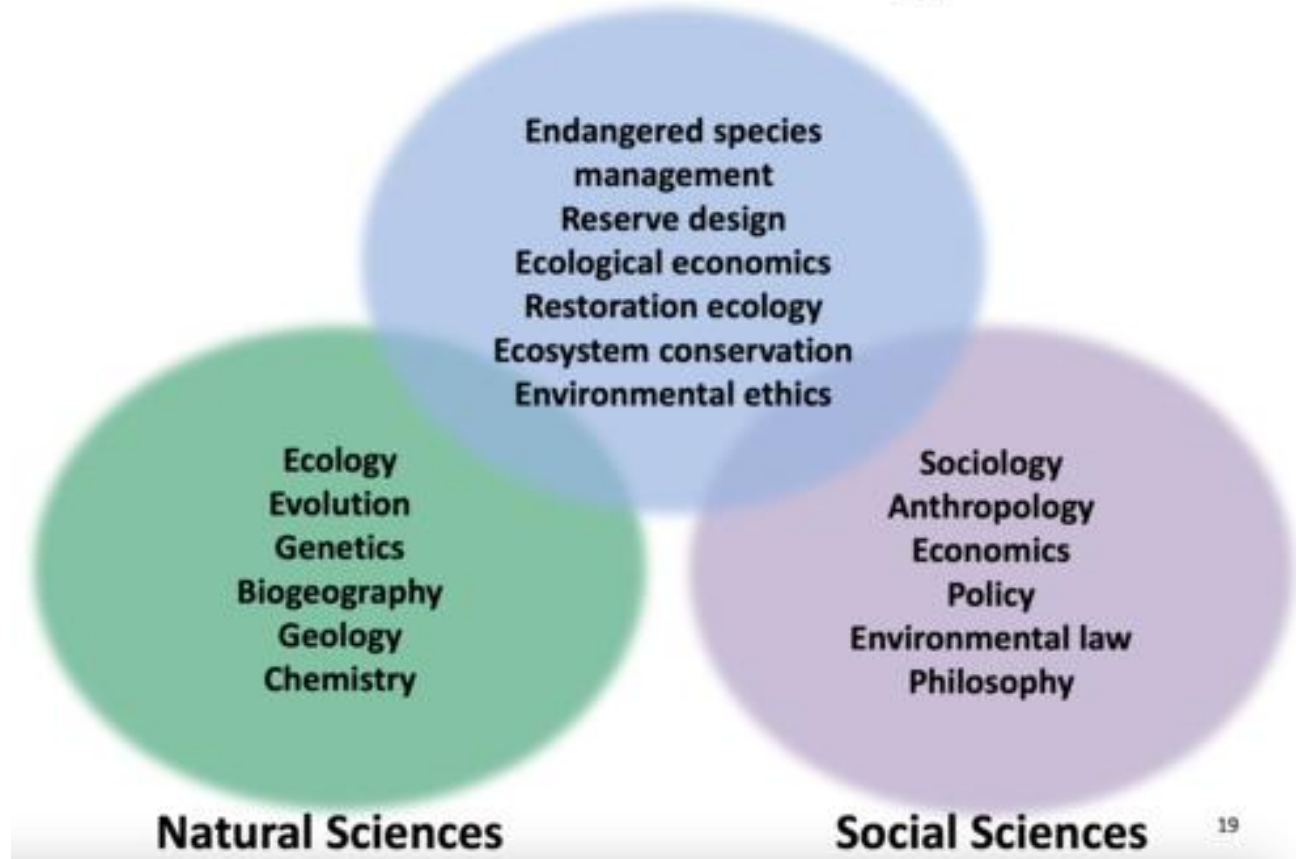 Endangered species
management
Reserve design
Ecological economics
Restoration ecology
Ecosystem conservation
Environmental ethics
Ecology
Evolution
Genetics
Biogeography
Geology
Chemistry
Sociology
Anthropology
Economics
Policy
Environmental law
Philosophy
Natural Sciences
Social Sciences
19